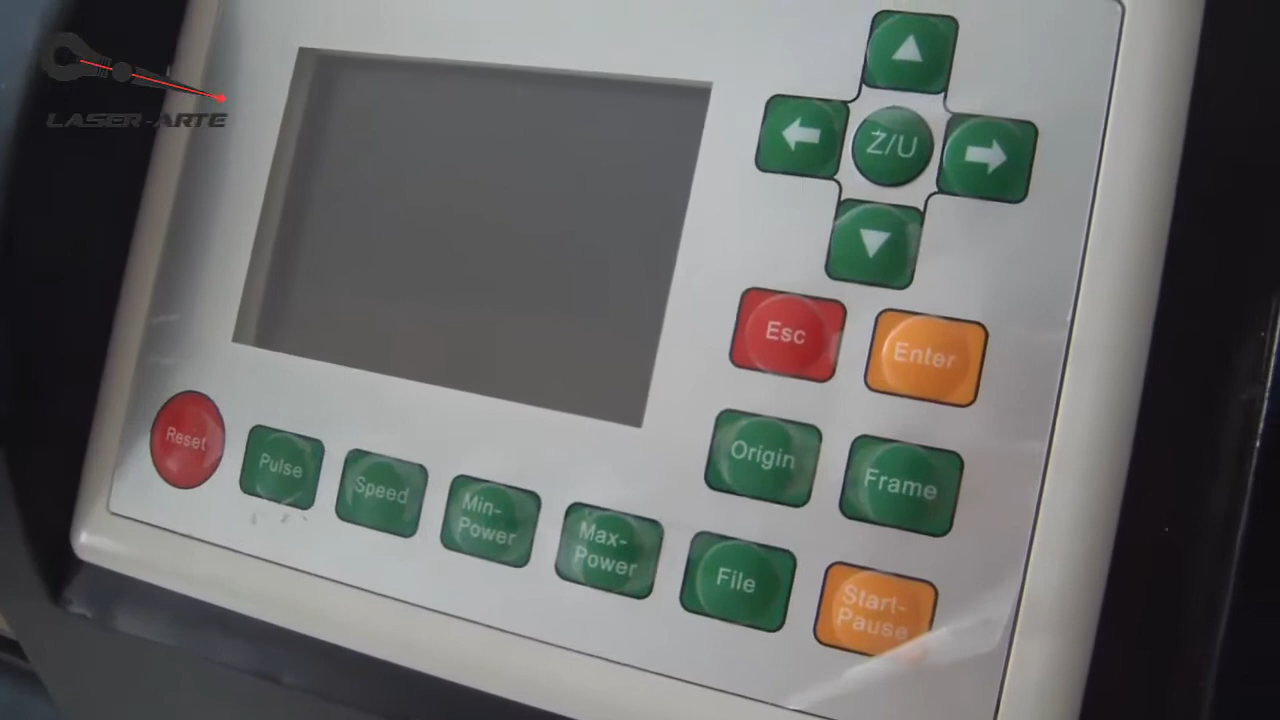 LASER-ARTE
Z/U
Esc
Enter
Origin
Frame
Reset
Pulse
Speed
Min-
Power
Max-
Power
File
Start-
Pause